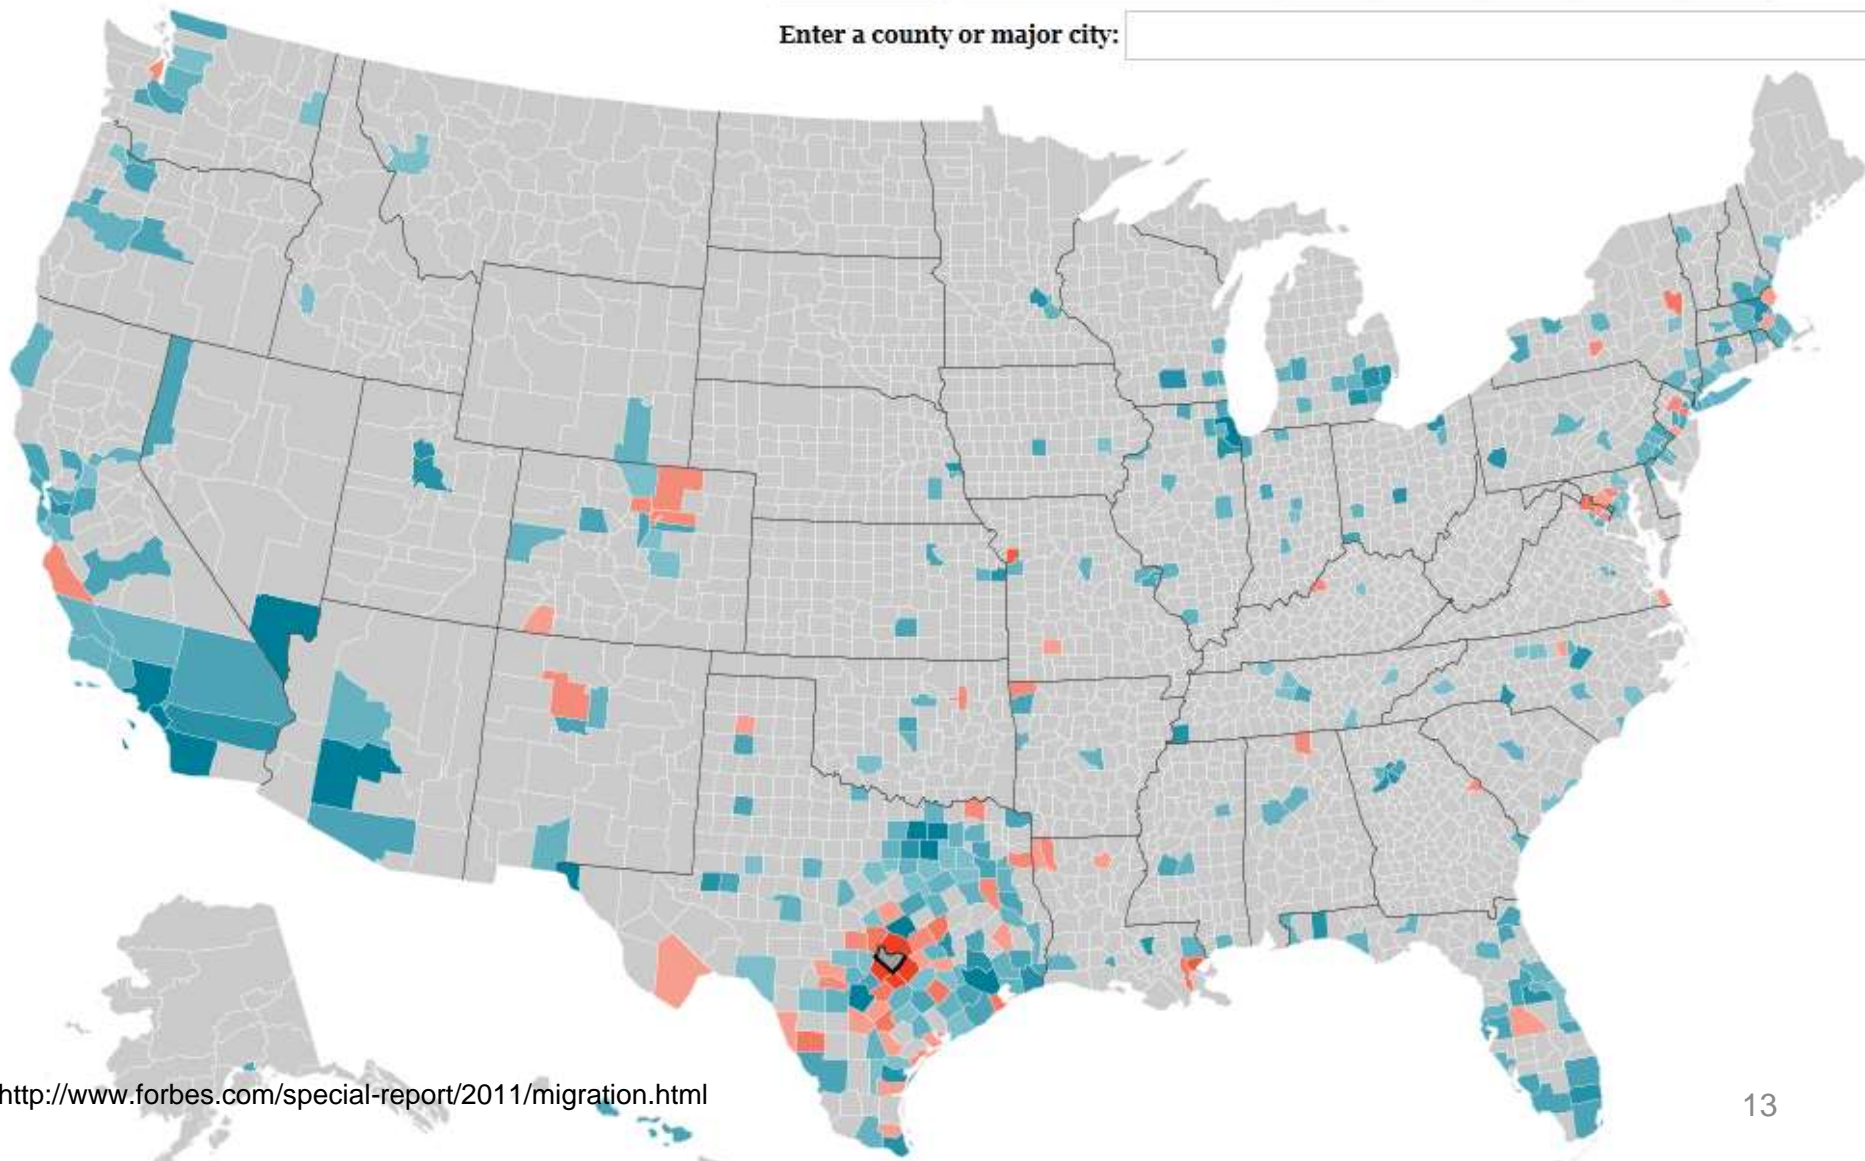 Enter a county or major city:
http://www.forbes.com/special-report/2011/migration.html
13